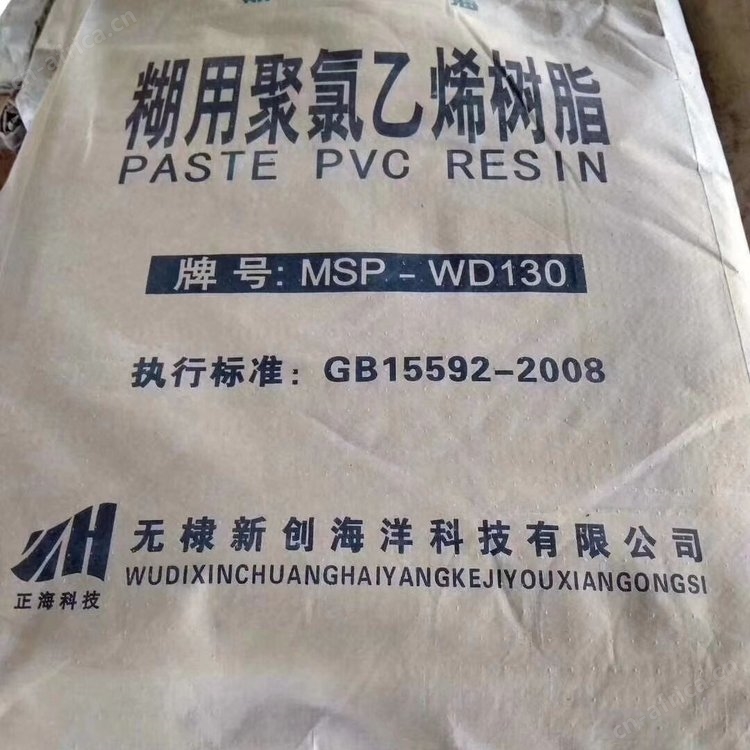 糊用聚氯乙烯树脂
PASTE PVC RESIN
牌号: MSP-WD130
执行标准: GB15592-2008
无棣新创海洋科技有限公司
WUDIXINCHUANGHAIYANGKEJIYOUXIANGONGSI
正海科技